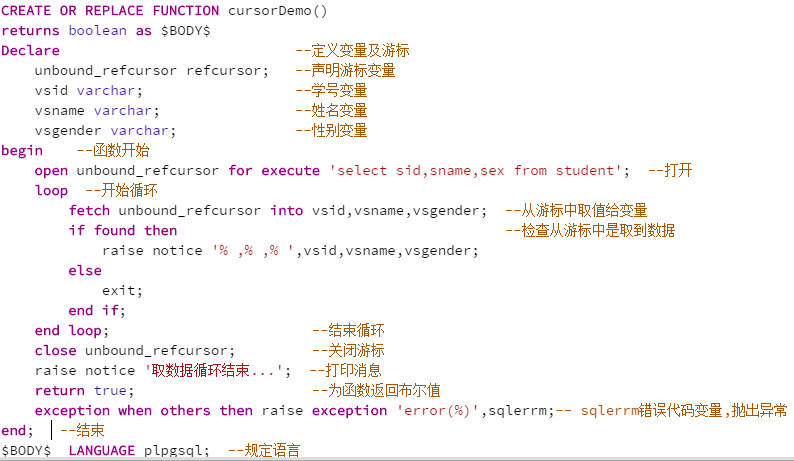 CREATE OR REPLACE FUNCTION cursorDemo()
returns boolean as $BODY$
Declare --定义变量及游标
unbound_refcursor refcursor; --声明游标变量
vsid varchar; --学号变量
vsname varchar; --姓名变量
vsgender varchar; --性别变量
begin --函数开始
open unbound_refcursor for execute 'select sid,sname,sex from student'; --打开
loop --开始循环
fetch unbound_refcursor into vsid,vsname,vsgender; --从游标中取值给变量
if found then --检查从游标中是取到数据
raise notice '% ,% ,% ',vsid,vsname,vsgender;
else
exit;
end if;
end loop; --结束循环
close unbound_refcursor; --关闭游标
raise notice '取数据循环结束...'; --打印消息
return true; --为函数返回布尔值
exception when others then raise exception 'error(%)',sqlerrm;-- sqlerrm错误代码变量,抛出异常
end; --结束
$BODY$ LANGUAGE plpgsql; --规定语言